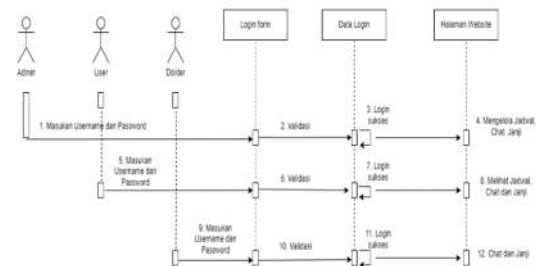 Login form
Data Login
Halaman Website
Admin
User
Dokter
1. Masukan Username dan Password
2. Validasi
3. Login
sukses
4. Mengelola Jadwal,
Chat, Janji
5. Masukan
Username dan
Password
6. Validasi
7. Login
sukses
8. Melihat Jadwal,
Chat dan Janji
9. Masukan
Username dan
Password
10. Validasi
11. Login
sukses
12. Chat dan Janji